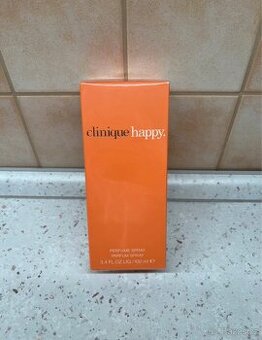 clinique happy.
PERFUME SPRAY
PARFUM SPRAY
3.4 FL.OZ.LIQ./100 ml ℮